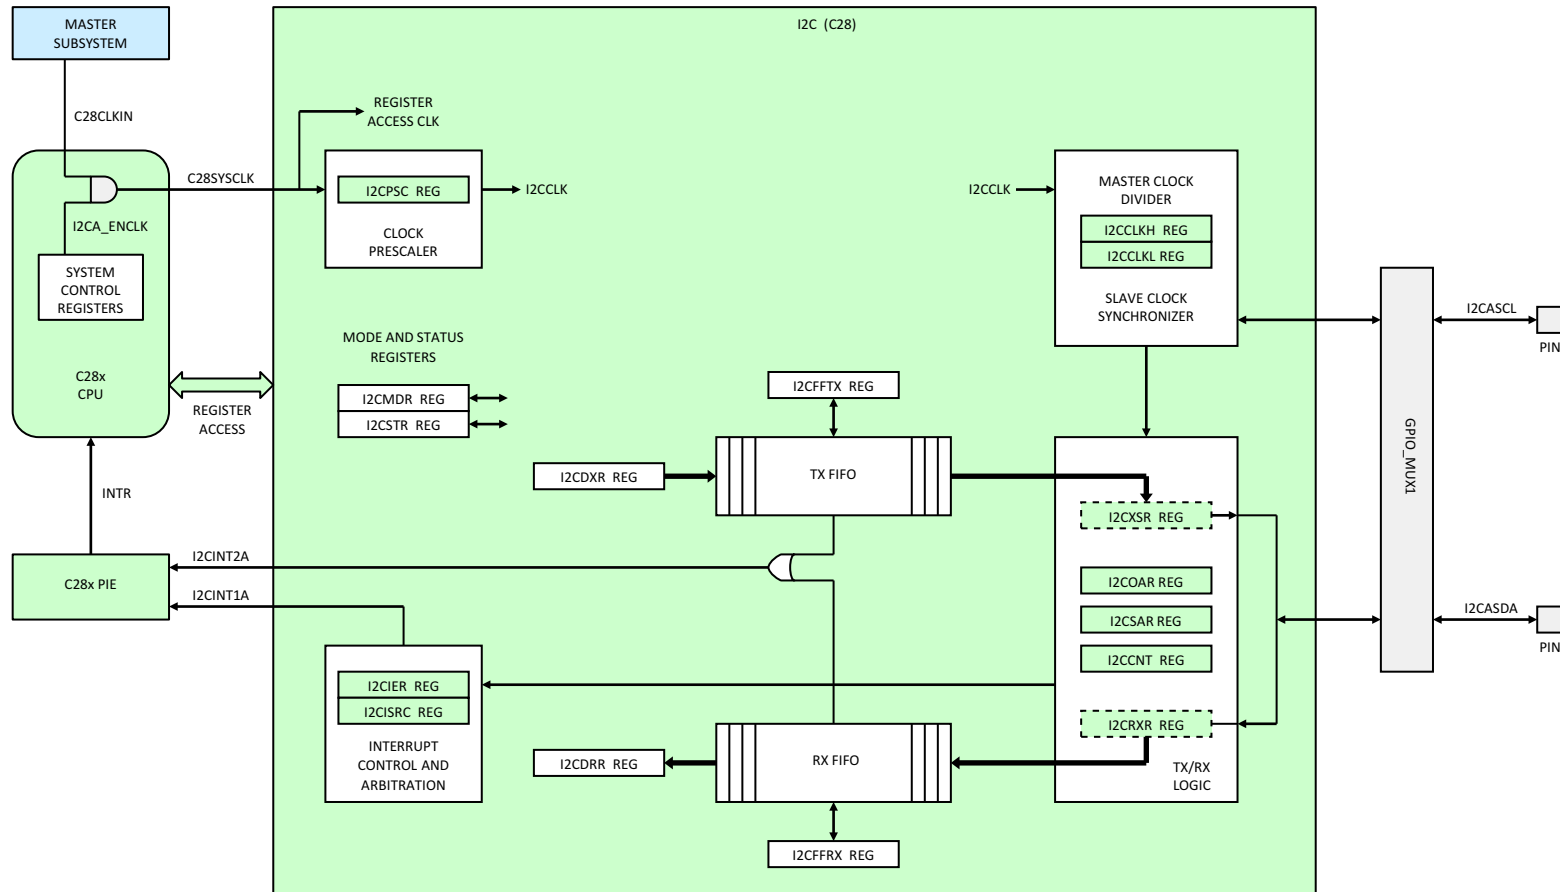 MASTER
SUBSYSTEM
I2C (C28)
C28CLKIN
REGISTER
ACCESS CLK
C28SYSCLK
I2CPSC REG
I2CCLK
CLOCK
PRESCALER
I2CA_ENCLK
SYSTEM
CONTROL
REGISTERS
C28x
CPU
REGISTER
ACCESS
I2CCLK
MASTER CLOCK
DIVIDER
I2CCLKH REG
I2CCLKL REG
SLAVE CLOCK
SYNCHRONIZER
I2CASCL
PIN
MODE AND STATUS
REGISTERS
I2CMDR REG
I2CSTR REG
I2CFFTX REG
I2CDXR REG
TX FIFO
GPIO_MUX1
I2CXSR REG
INTR
I2CINT2A
C28x PIE
I2CINT1A
I2COAR REG
I2CSAR REG
I2CCNT REG
I2CASDA
PIN
I2CIER REG
I2CISRC REG
INTERRUPT
CONTROL AND
ARBITRATION
I2CRXR REG
I2CDRR REG
RX FIFO
TX/RX
LOGIC
I2CFFRX REG